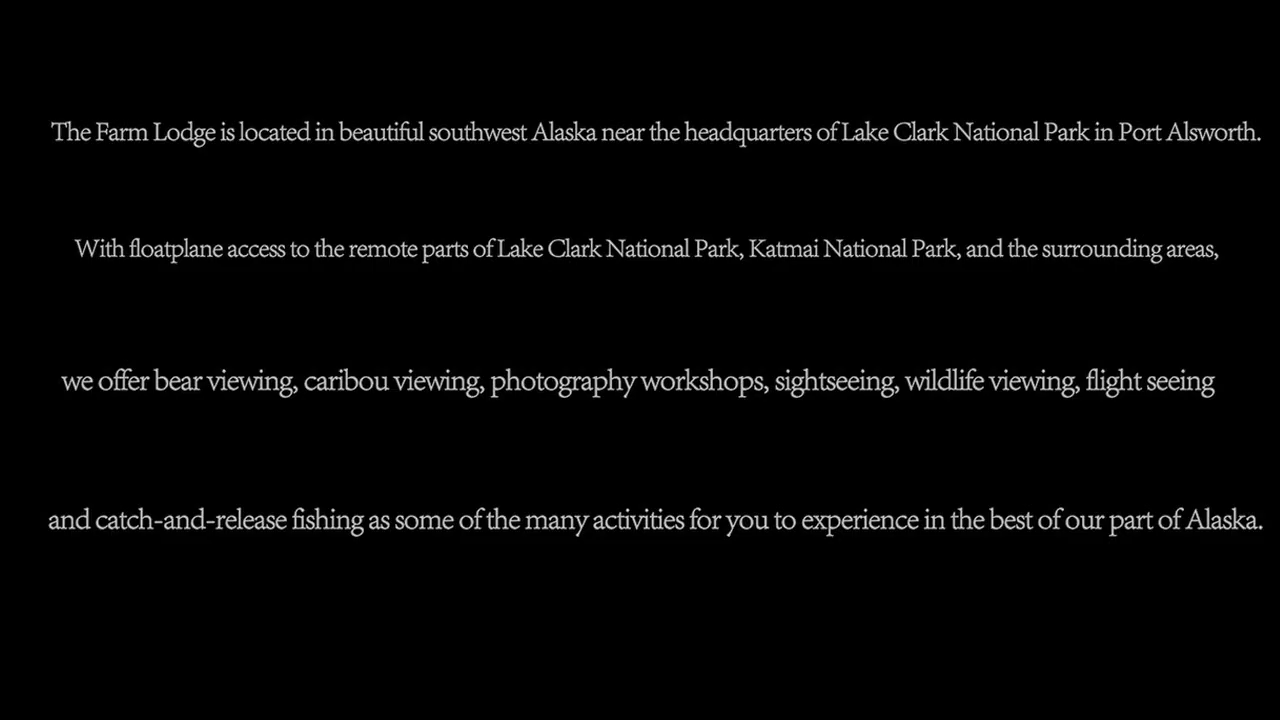 The Farm Lodge is located in beautiful southwest Alaska near the headquarters of Lake Clark National Park in Port Alsworth.
With floatplane access to the remote parts of Lake Clark National Park, Katmai National Park, and the surrounding areas,
we offer bear viewing, caribou viewing, photography workshops, sightseeing, wildlife viewing, flight seeing
and catch-and-release fishing as some of the many activities for you to experience in the best of our part of Alaska.